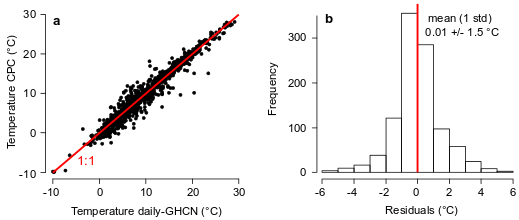 a
30
20
10
0
-10
Temperature CPC (°C)
1:1
-10
0
10
20
30
Temperature daily-GHCN (°C)
b
mean (1 std)
0.01 +/- 1.5 °C
300
200
100
0
Frequency
-6
-4
-2
0
2
4
6
Residuals (°C)